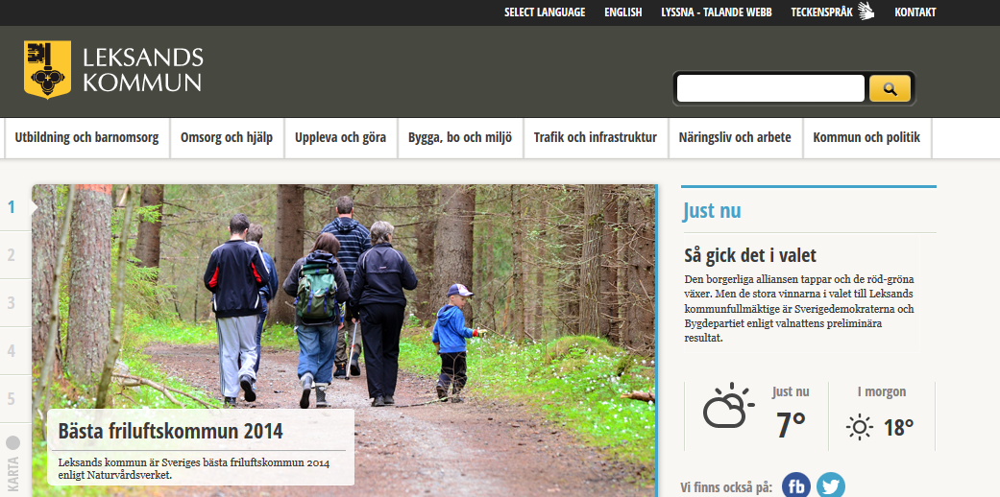 SELECT LANGUAGE ENGLISH LYSSNA - TALANDE WEBB TECKENSPRÅK KONTAKT
LEKSANDS
KOMMUN
Utbildning och barnomsorg Omsorg och hjälp Uppleva och göra Bygga, bo och miljö Trafik och infrastruktur Näringsliv och arbete Kommun och politik
1
2
3
4
5
KARTA
Bästa friluftskommun 2014
Leksands kommun är Sveriges bästa friluftskommun 2014
enligt Naturvårdsverket.
Just nu
Så gick det i valet
Den borgerliga alliansen tappar och de röd-gröna
växer. Men de stora vinnarna i valet till Leksands
kommunfullmäktige är Sverigedemokraterna och
Bygdepartiet enligt valnattens preliminära
resultat.
Just nu I morgon
7° 18°
Vi finns också på: fb